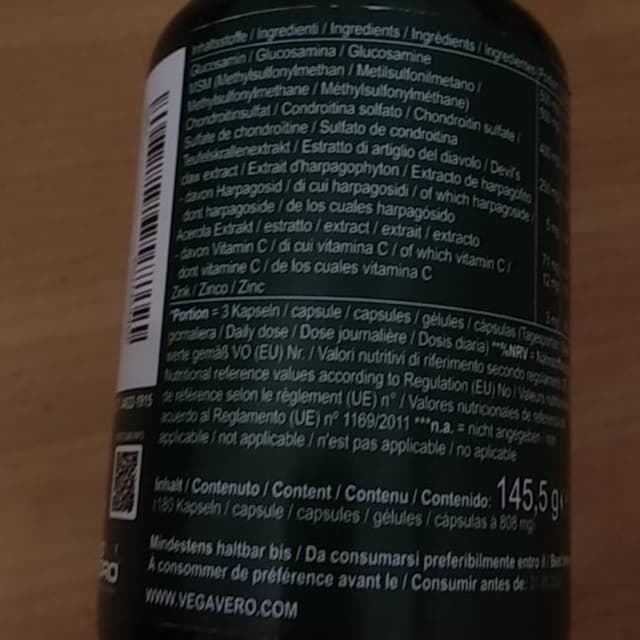 Inhaltsstoffe / Ingredienti / Ingredients / Ingrédients / Ingredientes
Glucosamin / Glucosamina / Glucosamine
MSM (Methylsulfonylmethan / Metilsulfonilmetano /
Methylsulfonylmethane / Méthylsulfonylméthane)
Chondroitinsulfat / Condroitina solfato / Chondroitin sulfate /
Sulfate de chondroïtine / Sulfato de condroitina
Teufelskrallenextrakt / Estratto di artiglio del diavolo / Devil's
claw extract / Extrait d'harpagophyton / Extracto de harpagófito
- davon Harpagosid / di cui harpagosidi / of which harpagoside /
dont harpagoside / de los cuales harpagósido
Acerola Extrakt / estratto / extract / extrait / extracto
- davon Vitamin C / di cui vitamina C / of which vitamin C /
dont vitamine C / de los cuales vitamina C
Zink / Zinco / Zinc
*Portion = 3 Kapseln / capsule / capsules / gélules / cápsulas
giornaliera / Daily dose / Dose journalière / Dosis diaria) **%NRV =
werte gemäß VO (EU) Nr. / Valori nutritivi di riferimento secondo
Nutritional reference values according to Regulation (EU) No / Valeurs
de référence selon le règlement (UE) n° / Valores nutricionales de
acuerdo al Reglamento (UE) nº 1169/2011 ***n.a. = nicht angegeben
applicable / not applicable / n'est pas applicable / no aplicable
Inhalt / Contenuto / Content / Contenu / Contenido: 145,5 g
(180 Kapseln / capsule / capsules / gélules / cápsulas à 808 mg)
Mindestens haltbar bis / Da consumarsi preferibilmente entro il /
À consommer de préférence avant le / Consumir antes de:
WWW.VEGAVERO.COM